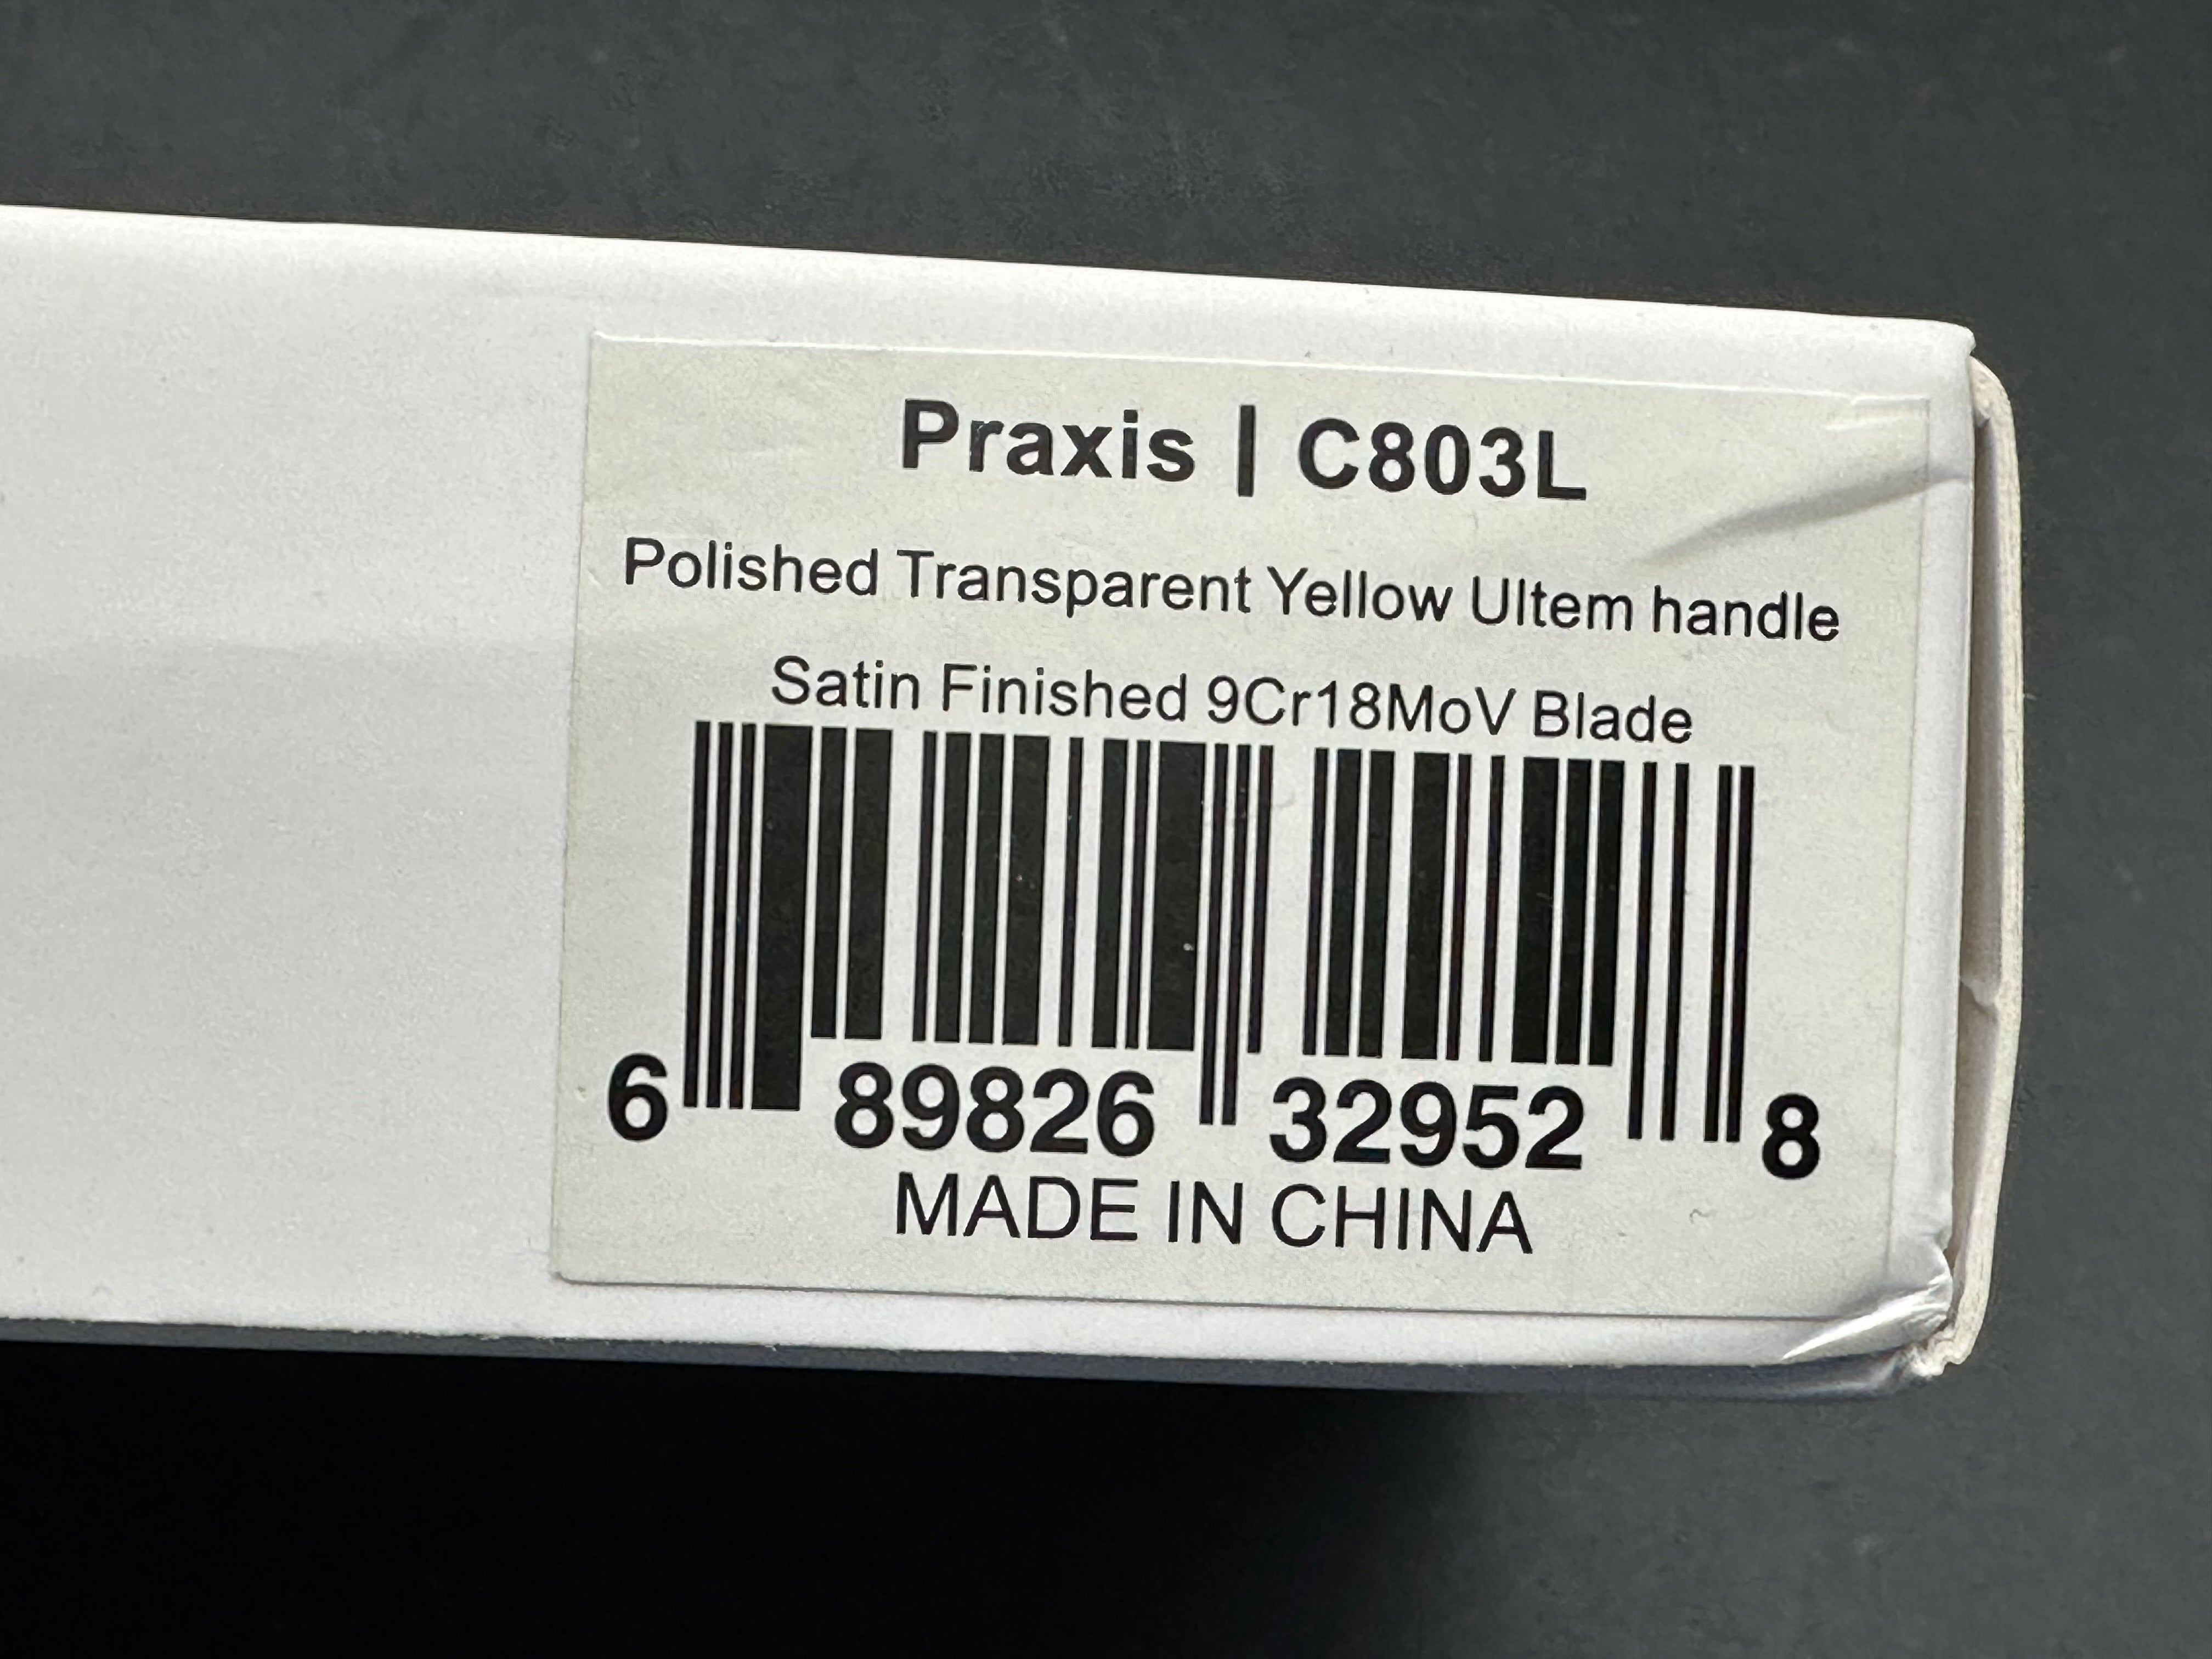 Praxis | C803L
Polished Transparent Yellow Ultem handle
Satin Finished 9Cr18MoV Blade
6 89826 32952 8
MADE IN CHINA